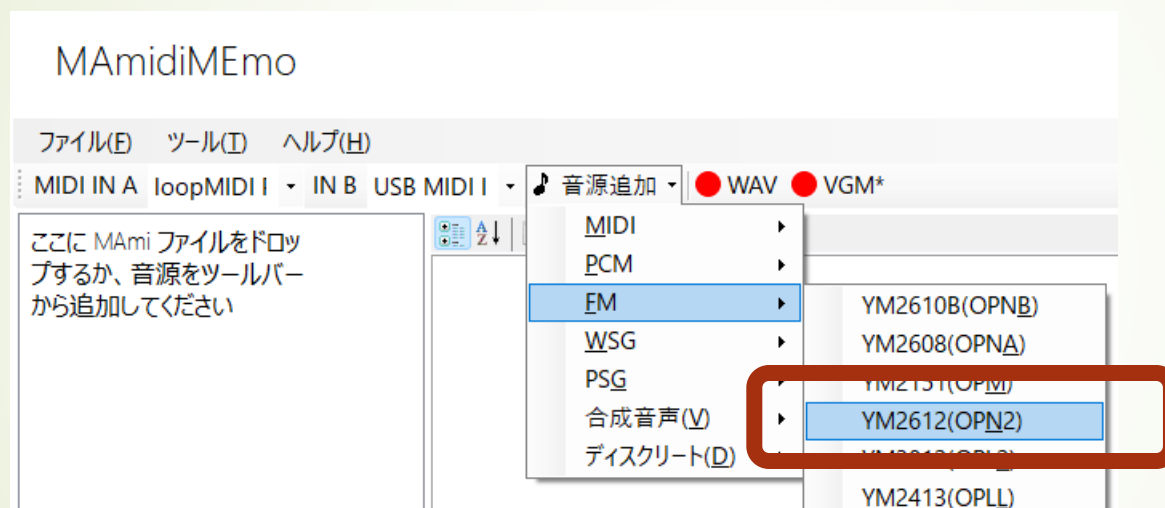 MAmidiMEmo
ファイル(F) ツール(T) ヘルプ(H)
MIDI IN A loopMIDI IN B USB MIDI I 音源追加 WAV VGM*
ここに MAmi ファイルをドロッ
プするか、音源をツールバー
から追加してください
MIDI
PCM
FM
WSG
PSG
合成音声(V)
ディスクリート(D)
YM2610B(OPNB)
YM2608(OPNA)
YM2151(OPM)
YM2612(OPN2)
YM2413(OPLL)